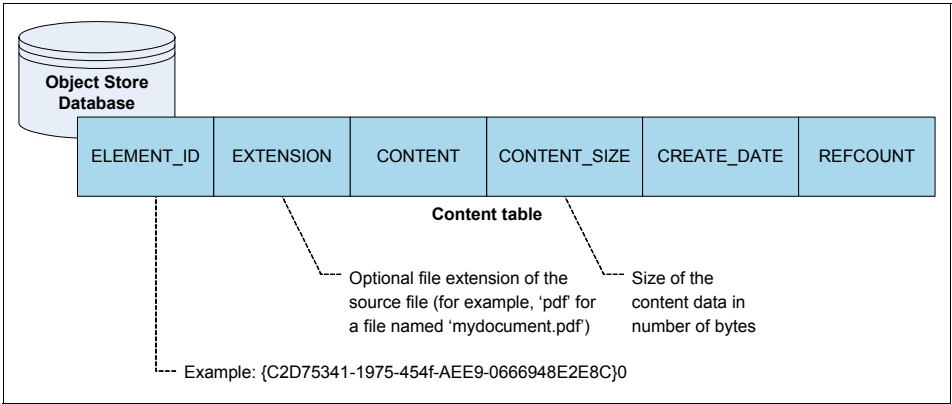 Object Store
Database
ELEMENT_ID
EXTENSION
CONTENT
CONTENT_SIZE
CREATE_DATE
REFCOUNT
Content table
Optional file extension of the
source file (for example, ‘pdf’ for
a file named ‘mydocument.pdf’)
Size of the
content data in
number of bytes
Example: {C2D75341-1975-454f-AEE9-0666948E2E8C}0